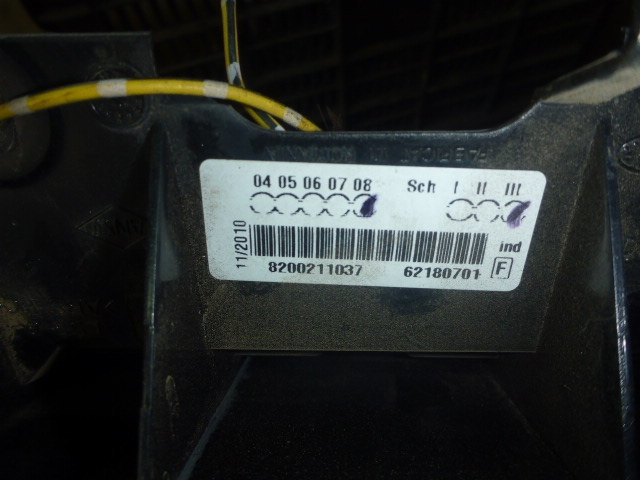 04 05 06 07 08 Sch I II III
11/2010
ind
8200211037 62180701 F